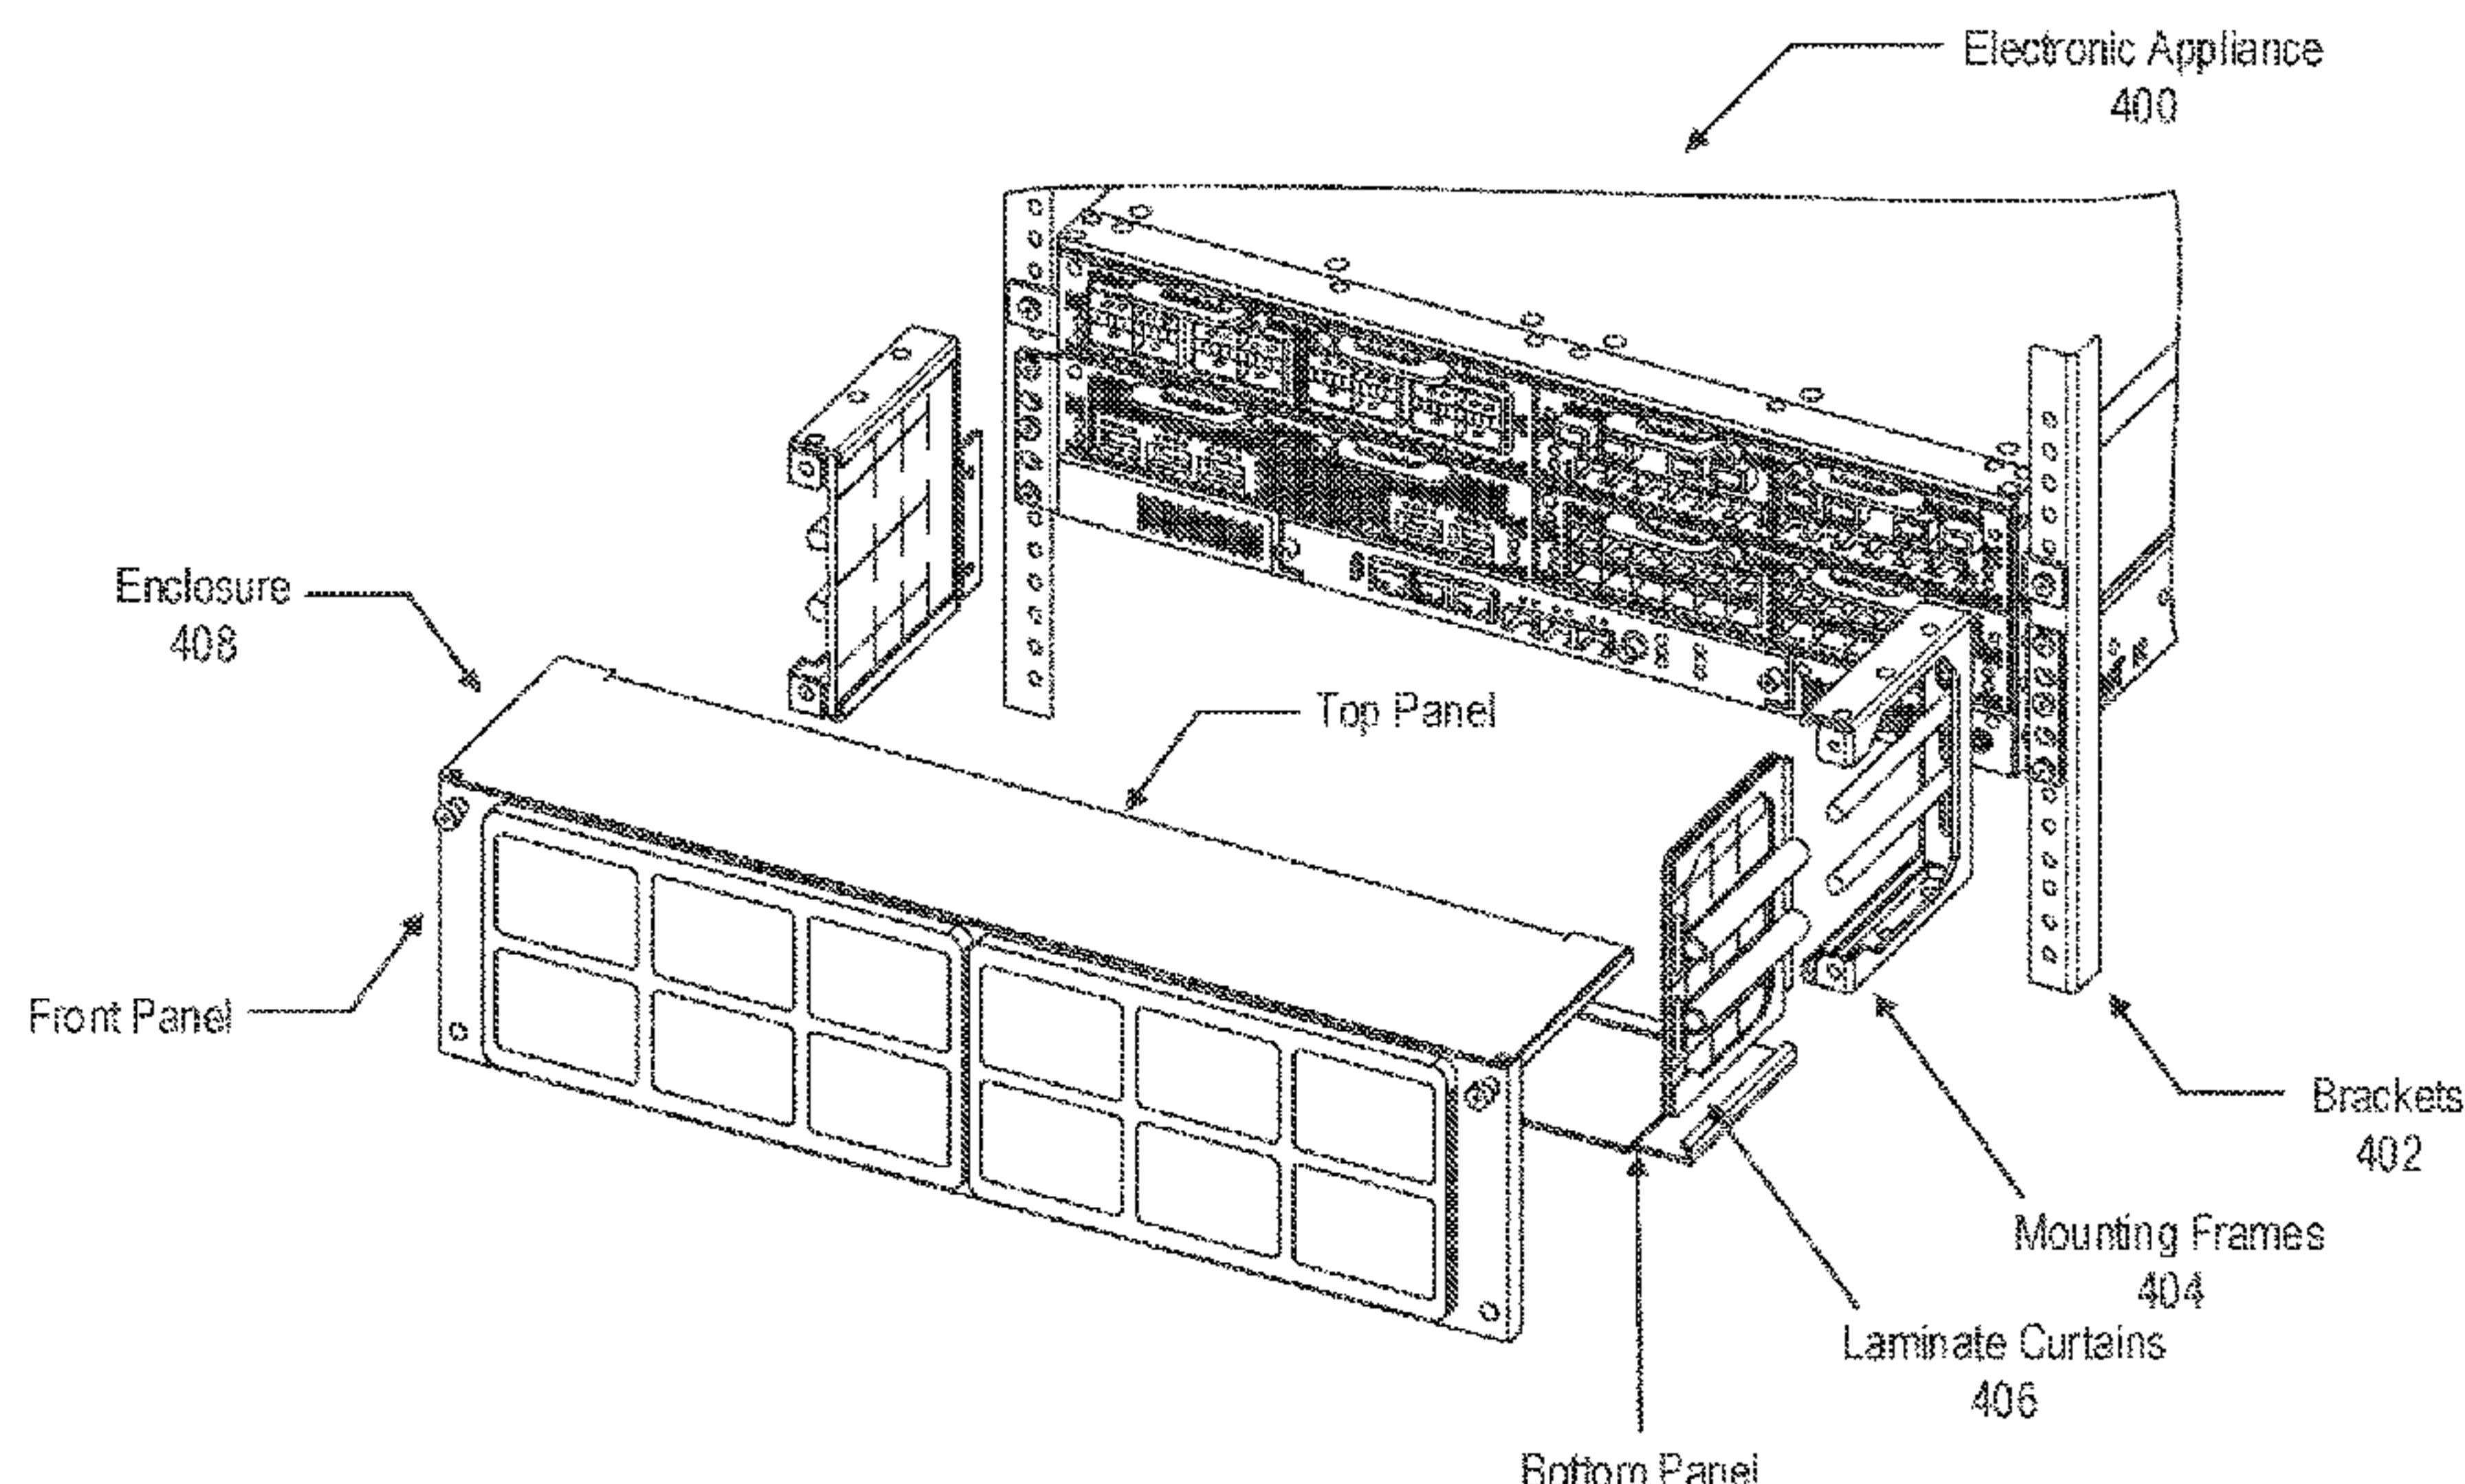 Electronic Appliance
400
Enclosure
408
Top Panel
Front Panel
Brackets
402
Mounting Frames
404
Laminate Curtains
406
Bottom Panel